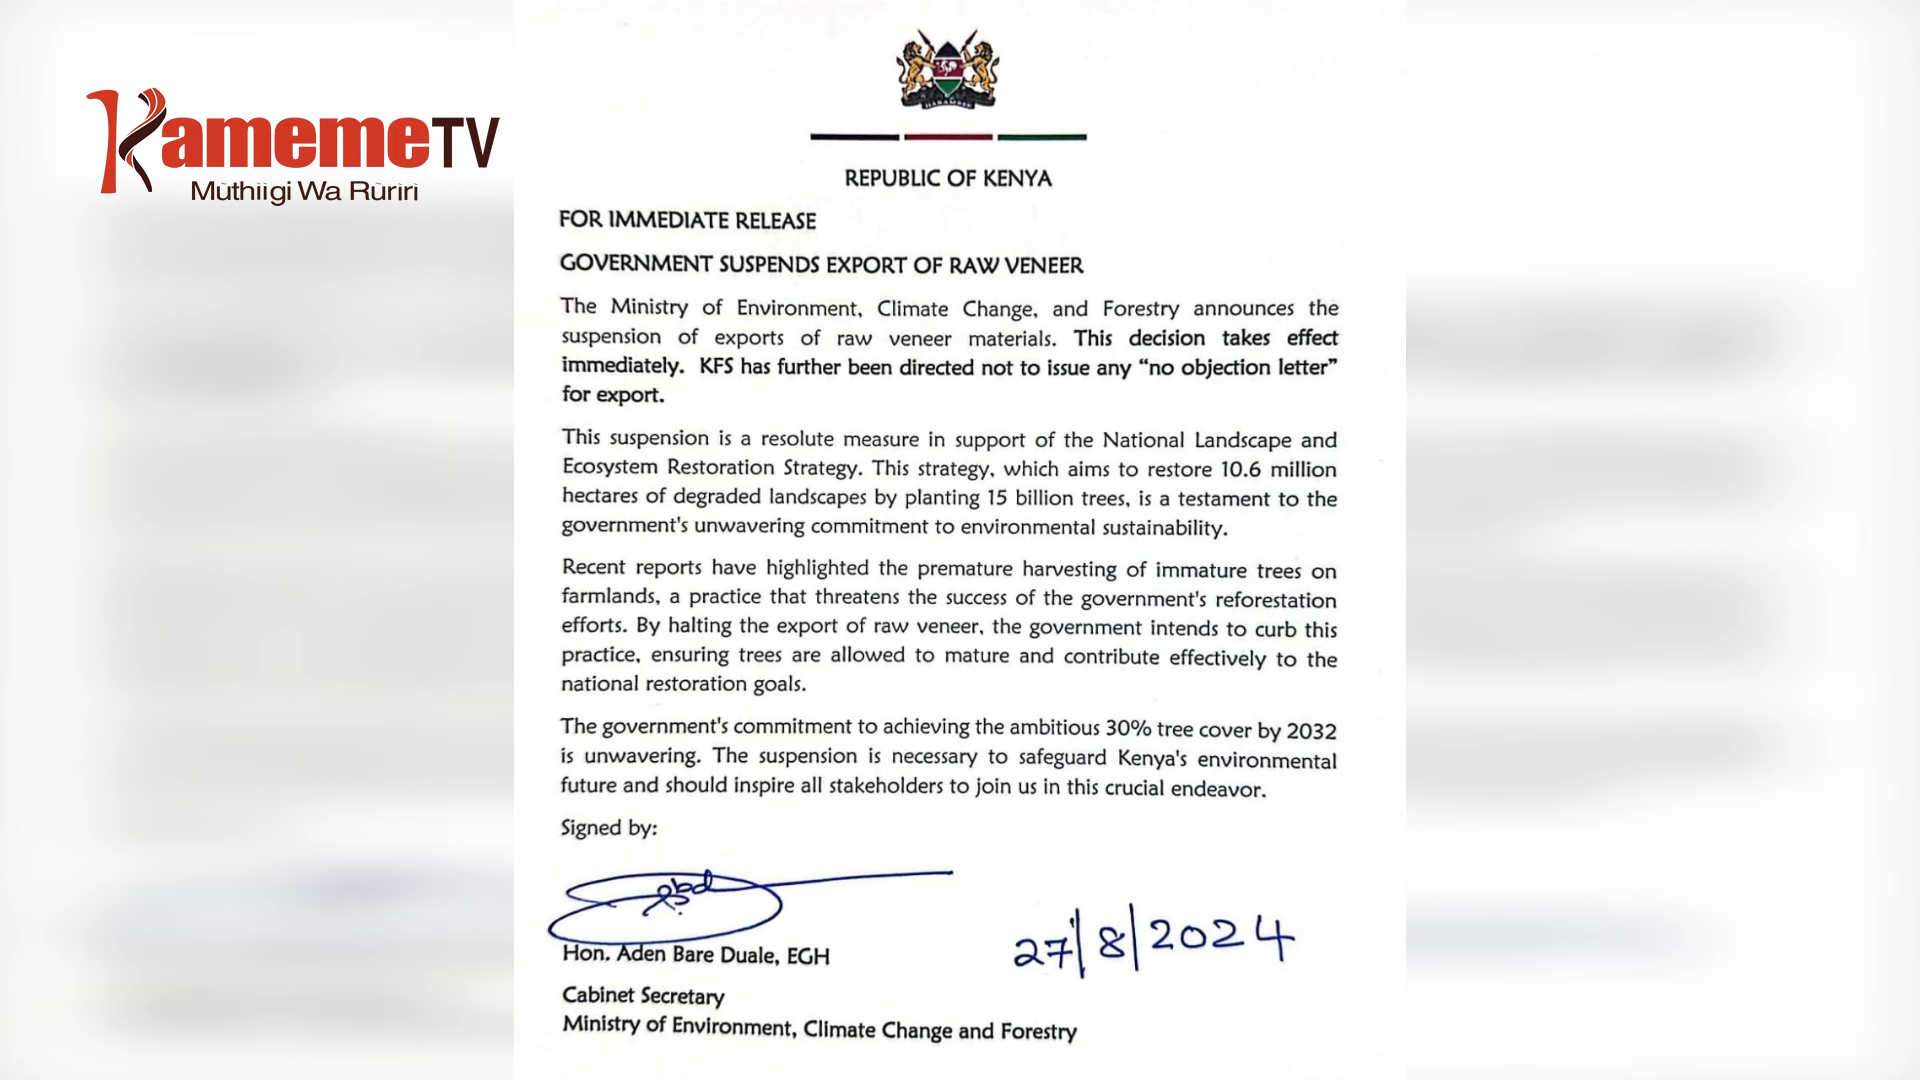 Kameme TV
Mũthiigi Wa Rũrĩrĩ
HARAMBEE
REPUBLIC OF KENYA
FOR IMMEDIATE RELEASE
GOVERNMENT SUSPENDS EXPORT OF RAW VENEER
The Ministry of Environment, Climate Change, and Forestry announces the
suspension of exports of raw veneer materials. This decision takes effect
immediately. KFS has further been directed not to issue any “no objection letter”
for export.
This suspension is a resolute measure in support of the National Landscape and
Ecosystem Restoration Strategy. This strategy, which aims to restore 10.6 million
hectares of degraded landscapes by planting 15 billion trees, is a testament to the
government's unwavering commitment to environmental sustainability.
Recent reports have highlighted the premature harvesting of immature trees on
farmlands, a practice that threatens the success of the government's reforestation
efforts. By halting the export of raw veneer, the government intends to curb this
practice, ensuring trees are allowed to mature and contribute effectively to the
national restoration goals.
The government's commitment to achieving the ambitious 30% tree cover by 2032
is unwavering. The suspension is necessary to safeguard Kenya's environmental
future and should inspire all stakeholders to join us in this crucial endeavor.
Signed by:
Hon. Aden Bare Duale, EGH
27/8/2024
Cabinet Secretary
Ministry of Environment, Climate Change and Forestry